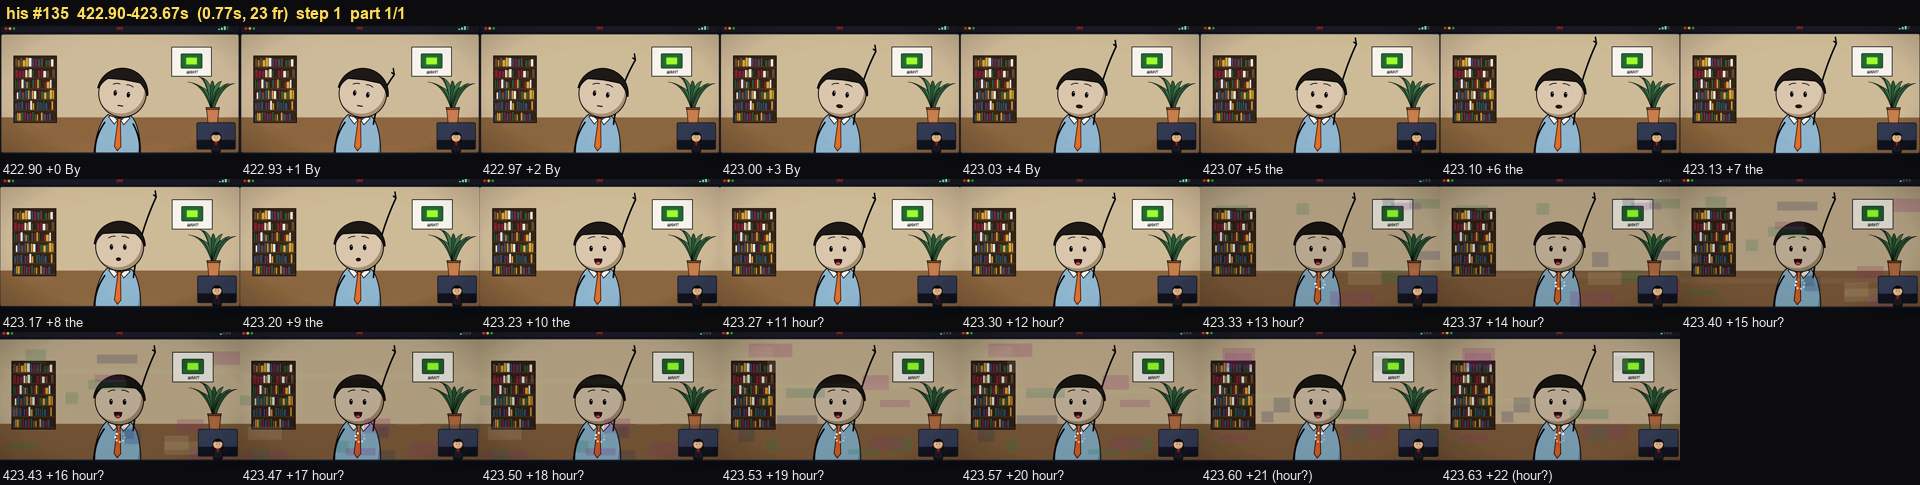 his #135 422.90-423.67s (0.77s, 23 fr) step 1 part 1/1
422.90 +0 By
422.93 +1 By
422.97 +2 By
423.00 +3 By
423.03 +4 By
423.07 +5 the
423.10 +6 the
423.13 +7 the
423.17 +8 the
423.20 +9 the
423.23 +10 the
423.27 +11 hour?
423.30 +12 hour?
423.33 +13 hour?
423.37 +14 hour?
423.40 +15 hour?
423.43 +16 hour?
423.47 +17 hour?
423.50 +18 hour?
423.53 +19 hour?
423.57 +20 hour?
423.60 +21 (hour?)
423.63 +22 (hour?)